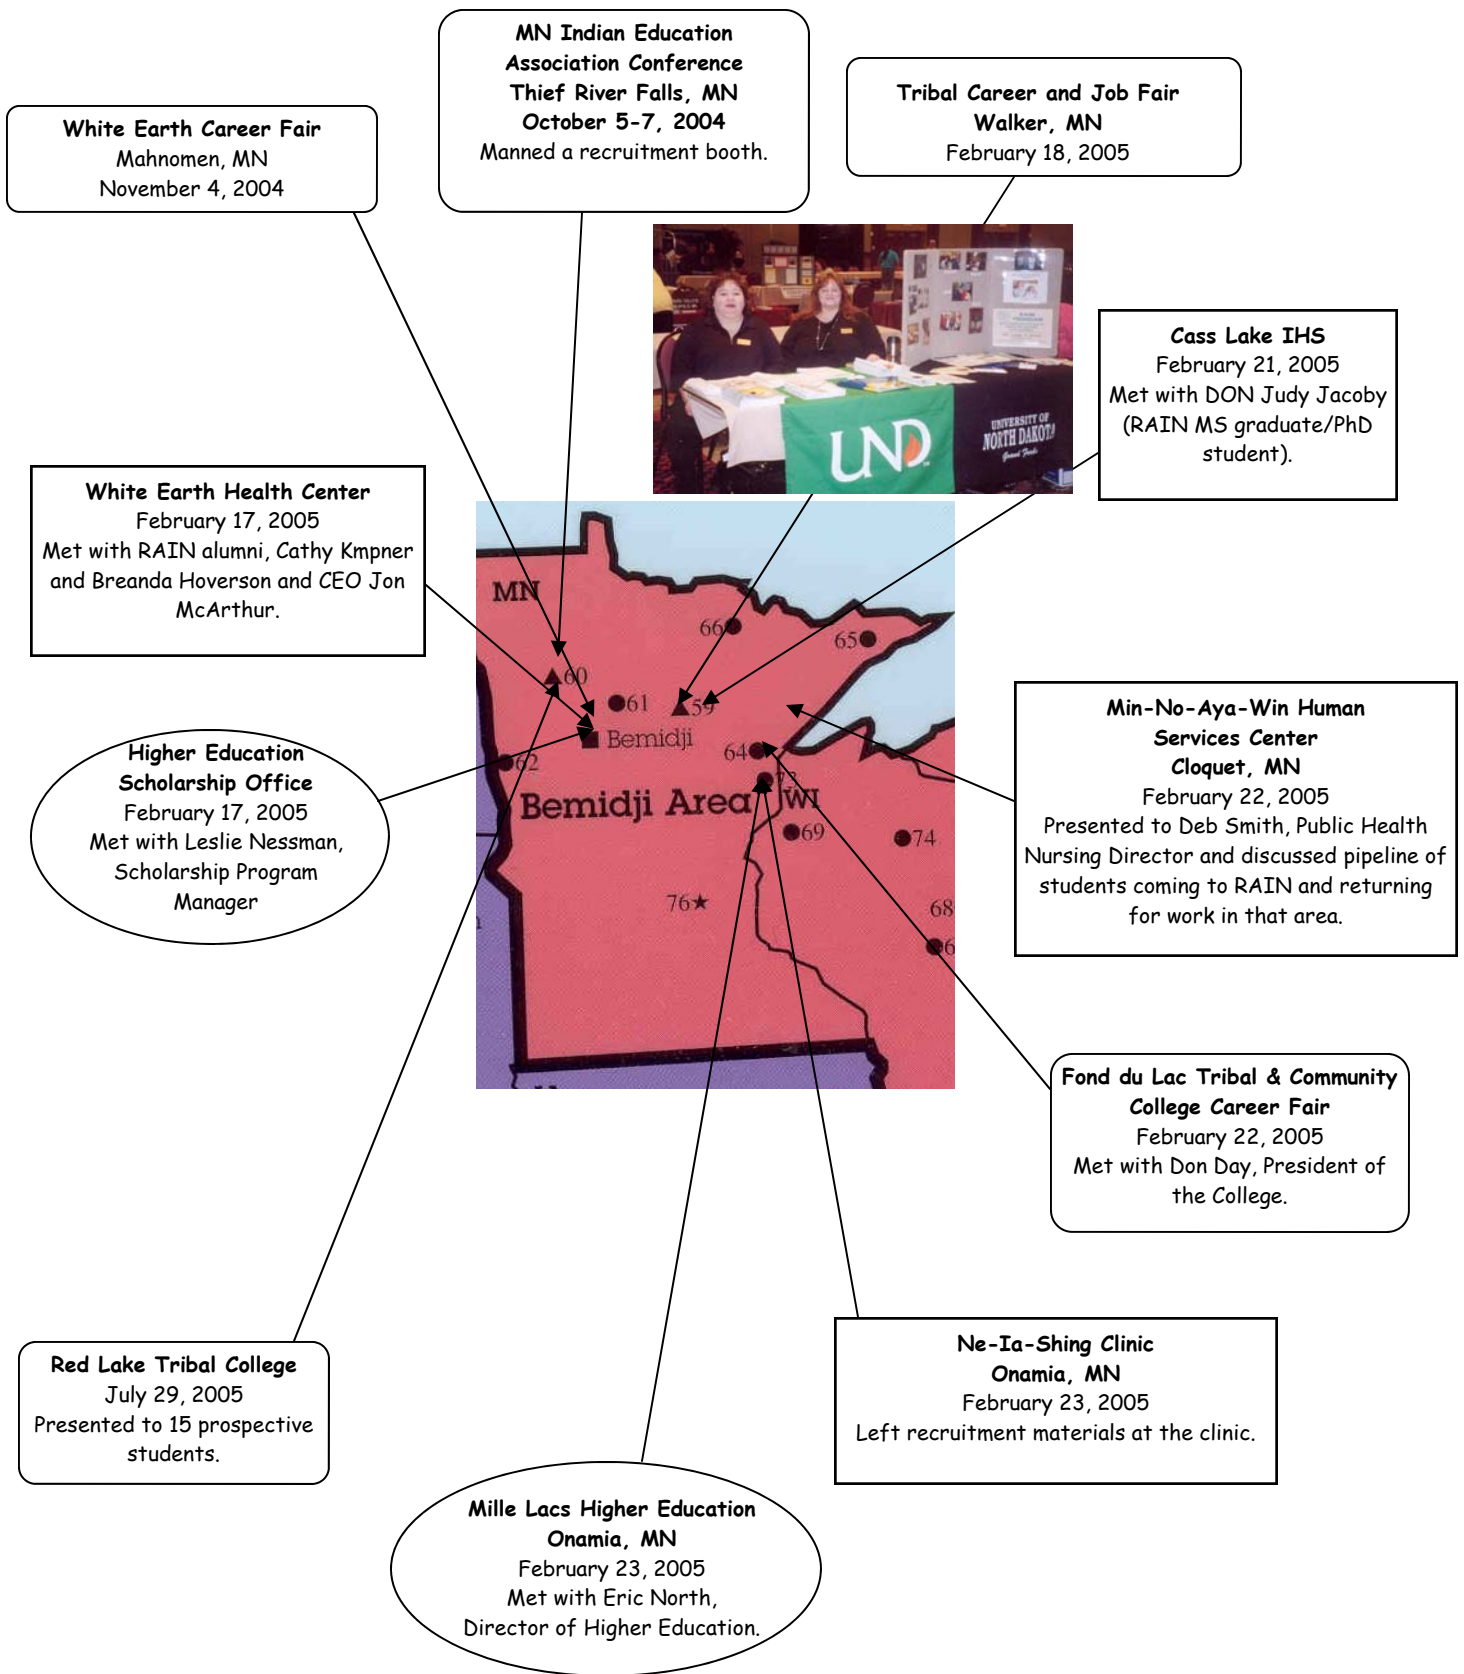 MN Indian Education
Association Conference
Thief River Falls, MN
October 5-7, 2004
Manned a recruitment booth.
Tribal Career and Job Fair
Walker, MN
February 18, 2005
White Earth Career Fair
Mahnomen, MN
November 4, 2004
UND
UNIVERSITY OF
NORTH DAKOTA
Grand Forks
Cass Lake IHS
February 21, 2005
Met with DON Judy Jacoby
(RAIN MS graduate/PhD
student).
White Earth Health Center
February 17, 2005
Met with RAIN alumni, Cathy Kmpner
and Breanda Hoverson and CEO Jon
McArthur.
MN
66
65
60
61
59
Bemidji
64
62
73
Bemidji Area
WI
69
74
76
68
6
Higher Education
Scholarship Office
February 17, 2005
Met with Leslie Nessman,
Scholarship Program
Manager
Min-No-Aya-Win Human
Services Center
Cloquet, MN
February 22, 2005
Presented to Deb Smith, Public Health
Nursing Director and discussed pipeline of
students coming to RAIN and returning
for work in that area.
Fond du Lac Tribal & Community
College Career Fair
February 22, 2005
Met with Don Day, President of
the College.
Red Lake Tribal College
July 29, 2005
Presented to 15 prospective
students.
Ne-Ia-Shing Clinic
Onamia, MN
February 23, 2005
Left recruitment materials at the clinic.
Mille Lacs Higher Education
Onamia, MN
February 23, 2005
Met with Eric North,
Director of Higher Education.